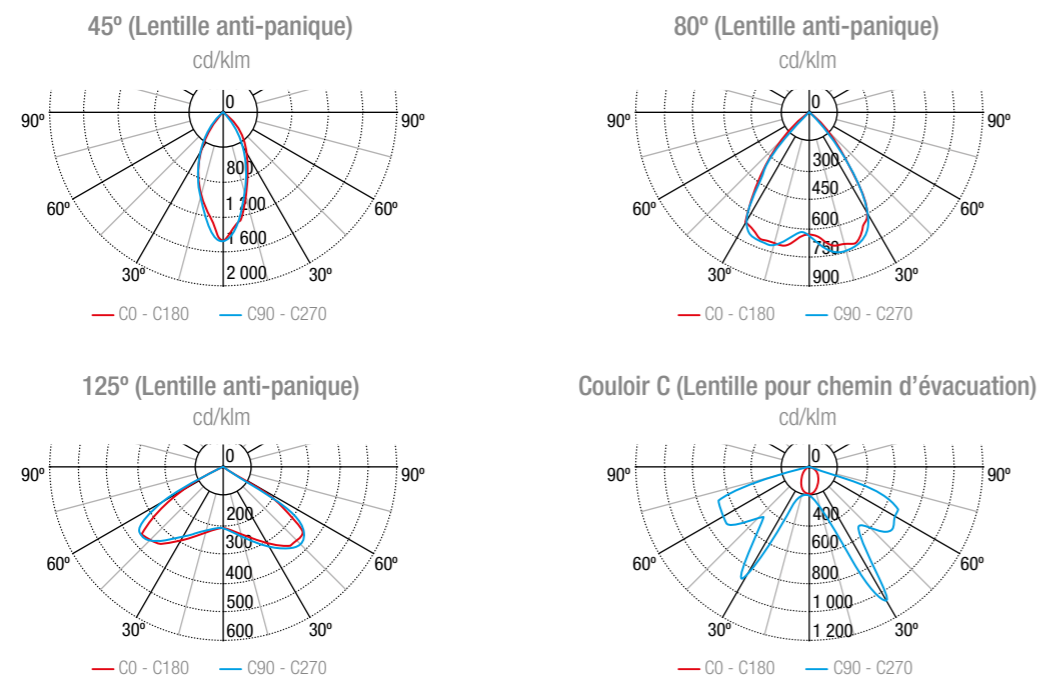 45º (Lentille anti-panique)
cd/klm
0
90º
90º
800
60º
60º
1 200
1 600
30º
2 000
30º
C0 - C180
C90 - C270
80º (Lentille anti-panique)
cd/klm
0
90º
90º
300
450
60º
60º
600
750
30º
900
30º
C0 - C180
C90 - C270
125º (Lentille anti-panique)
cd/klm
0
90º
90º
200
300
60º
60º
400
500
30º
600
30º
C0 - C180
C90 - C270
Couloir C (Lentille pour chemin d’évacuation)
cd/klm
0
90º
90º
400
600
60º
60º
800
1 000
30º
1 200
30º
C0 - C180
C90 - C270